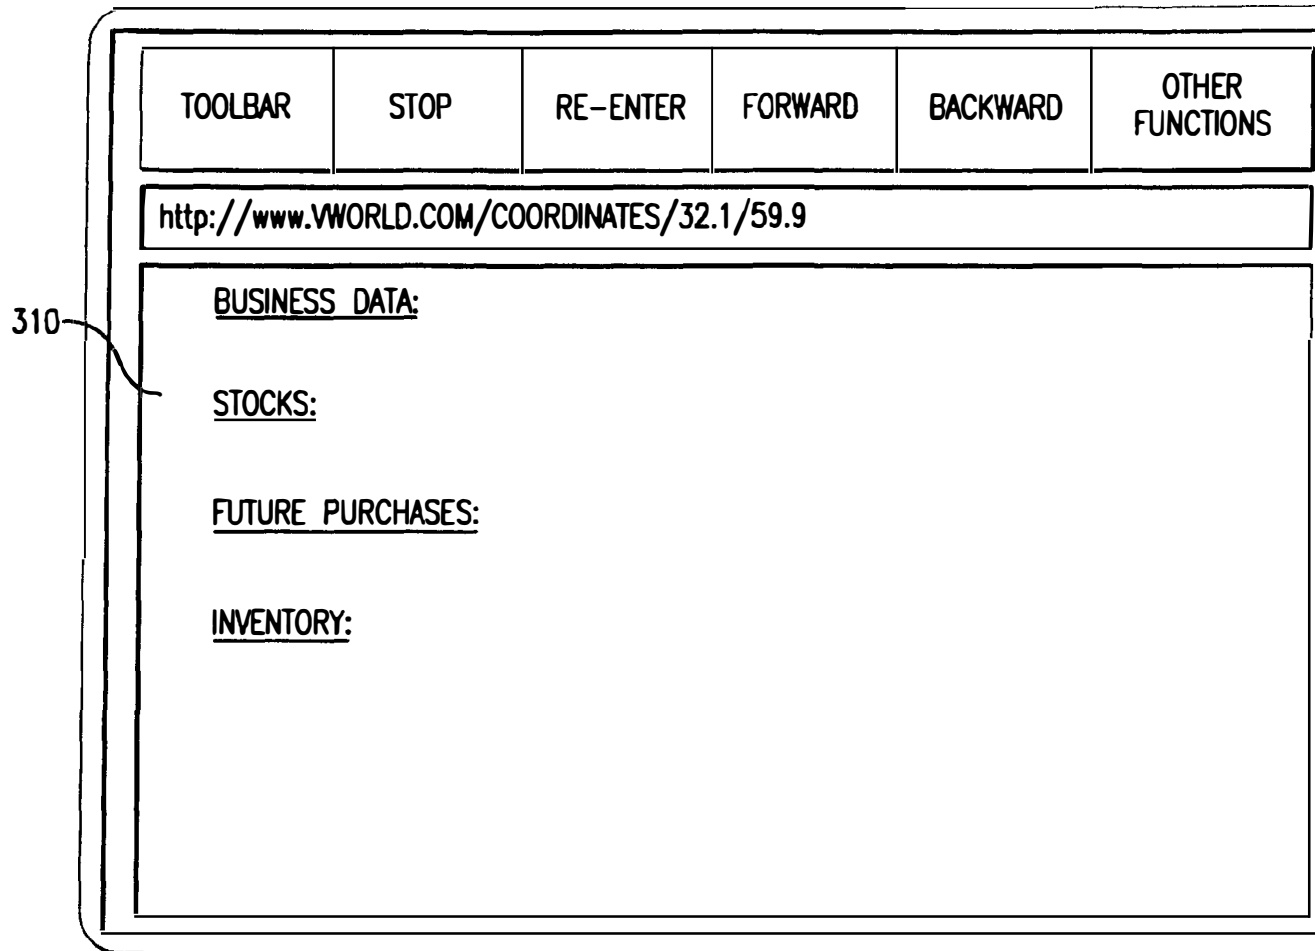 TOOLBAR STOP RE-ENTER FORWARD BACKWARD OTHER FUNCTIONS
http://www.VWORLD.COM/COORDINATES/32.1/59.9
BUSINESS DATA:
310
STOCKS:
FUTURE PURCHASES:
INVENTORY: